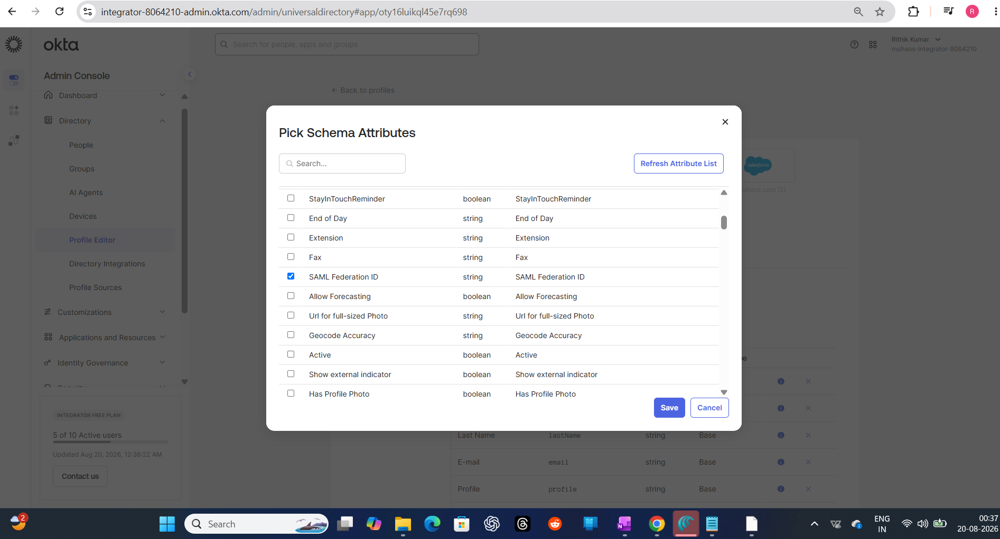 integrator-8064210-admin.okta.com/admin/universaldirectory#app/oty16luikql45e7rq698
R
okta
Search for people, apps and groups
Rithik Kumar
muhaos-integrator-8064210
Admin Console
Dashboard
Directory
People
Groups
AI Agents
Devices
Profile Editor
Directory Integrations
Profile Sources
Customizations
Applications and Resources
Identity Governance
Security
INTEGRATOR FREE PLAN
5 of 10 Active users
Updated Aug 20, 2026, 12:36:22 AM
Contact us
← Back to profiles
Pick Schema Attributes
Search...
Refresh Attribute List
StayInTouchReminder boolean StayInTouchReminder
End of Day string End of Day
Extension string Extension
Fax string Fax
SAML Federation ID string SAML Federation ID
Allow Forecasting boolean Allow Forecasting
Url for full-sized Photo string Url for full-sized Photo
Geocode Accuracy string Geocode Accuracy
Active boolean Active
Show external indicator boolean Show external indicator
Has Profile Photo boolean Has Profile Photo
Save
Cancel
salesforce
sforce.com (2)
Last Name lastName string Base
E-mail email string Base
Profile profile string Base
2
Search
ENG
IN
00:37
20-08-2026